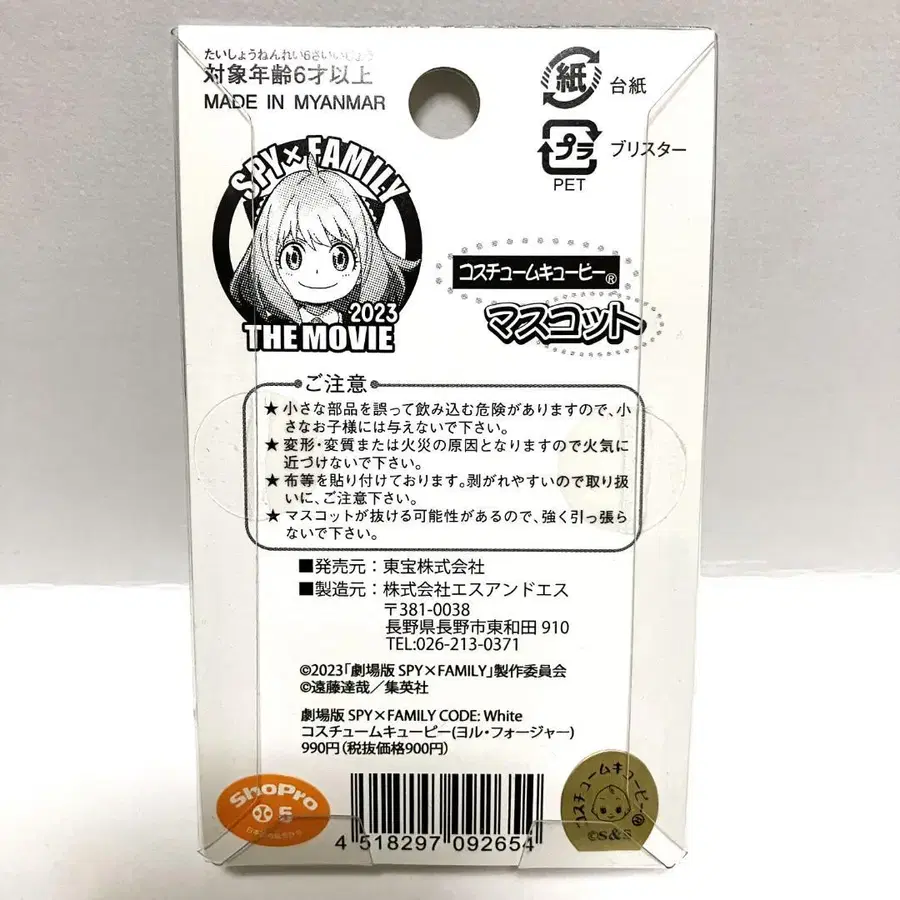 たいしょうねんれい6さいいじょう
対象年齢6才以上
MADE IN MYANMAR
紙
台紙
プラ
ブリスター
PET
SPY×FAMILY
2023
THE MOVIE
コスチュームキューピー®
マスコット
ご注意
★小さな部品を誤って飲み込む危険がありますので、小
さなお子様には与えないで下さい。
★変形・変質または火災の原因となりますので火気に
近づけないで下さい。
★布等を貼り付けております。剥がれやすいので取り扱
いに、ご注意下さい。
★マスコットが抜ける可能性があるので、強く引っ張ら
ないで下さい。
■発売元：東宝株式会社
■製造元：株式会社エスアンドエス
〒381-0038
長野県長野市東和田 910
TEL:026-213-0371
©2023「劇場版 SPY×FAMILY」製作委員会
©遠藤達哉／集英社
劇場版 SPY×FAMILY CODE: White
コスチュームキューピー(ヨル・フォージャー)
990円(税抜価格900円)
ShoPro
5
コスチュームキューピー®
©S&S
4 518297 092654